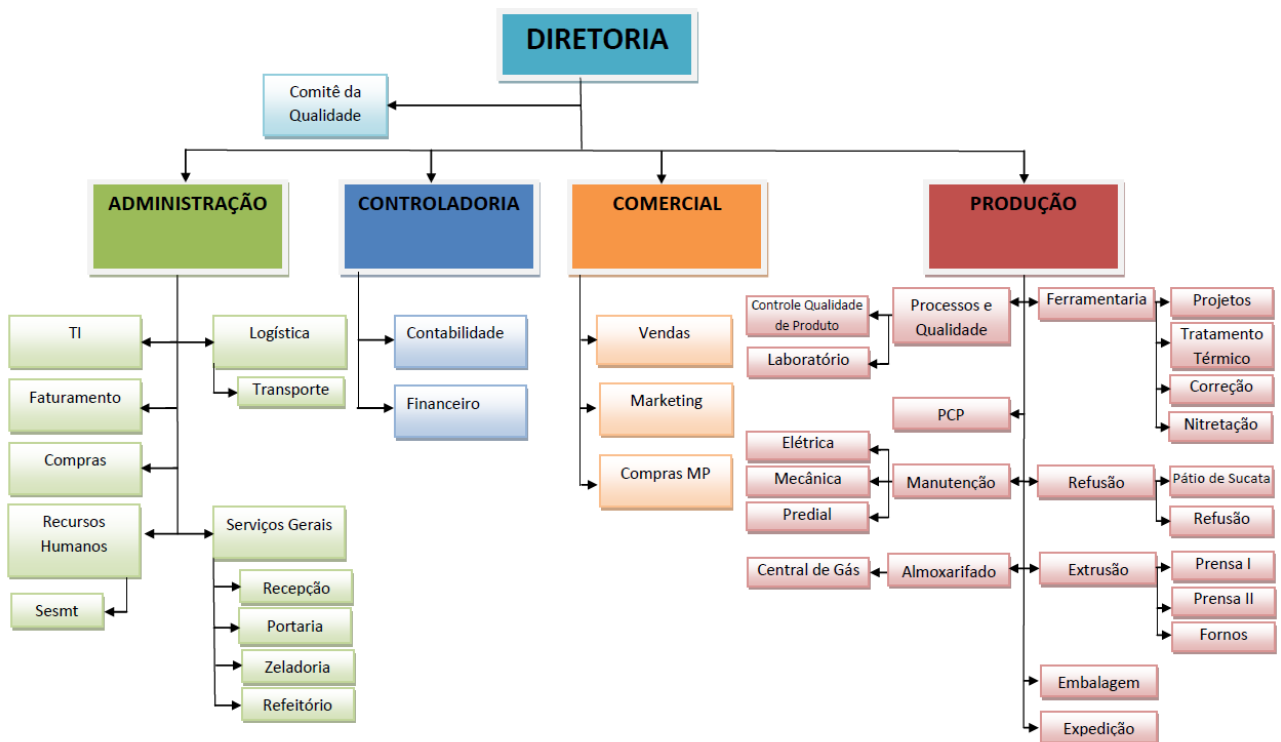 DIRETORIA
Comitê da
Qualidade
ADMINISTRAÇÃO
CONTROLADORIA
COMERCIAL
PRODUÇÃO
TI
Logística
Transporte
Faturamento
Compras
Recursos
Humanos
Sesmt
Serviços Gerais
Recepção
Portaria
Zeladoria
Refeitório
Contabilidade
Financeiro
Vendas
Marketing
Compras MP
Processos e
Qualidade
Controle Qualidade
de Produto
Laboratório
Ferramentaria
Projetos
Tratamento
Térmico
Correção
Nitretação
PCP
Manutenção
Elétrica
Mecânica
Predial
Refusão
Pátio de Sucata
Refusão
Almoxarifado
Central de Gás
Extrusão
Prensa I
Prensa II
Fornos
Embalagem
Expedição